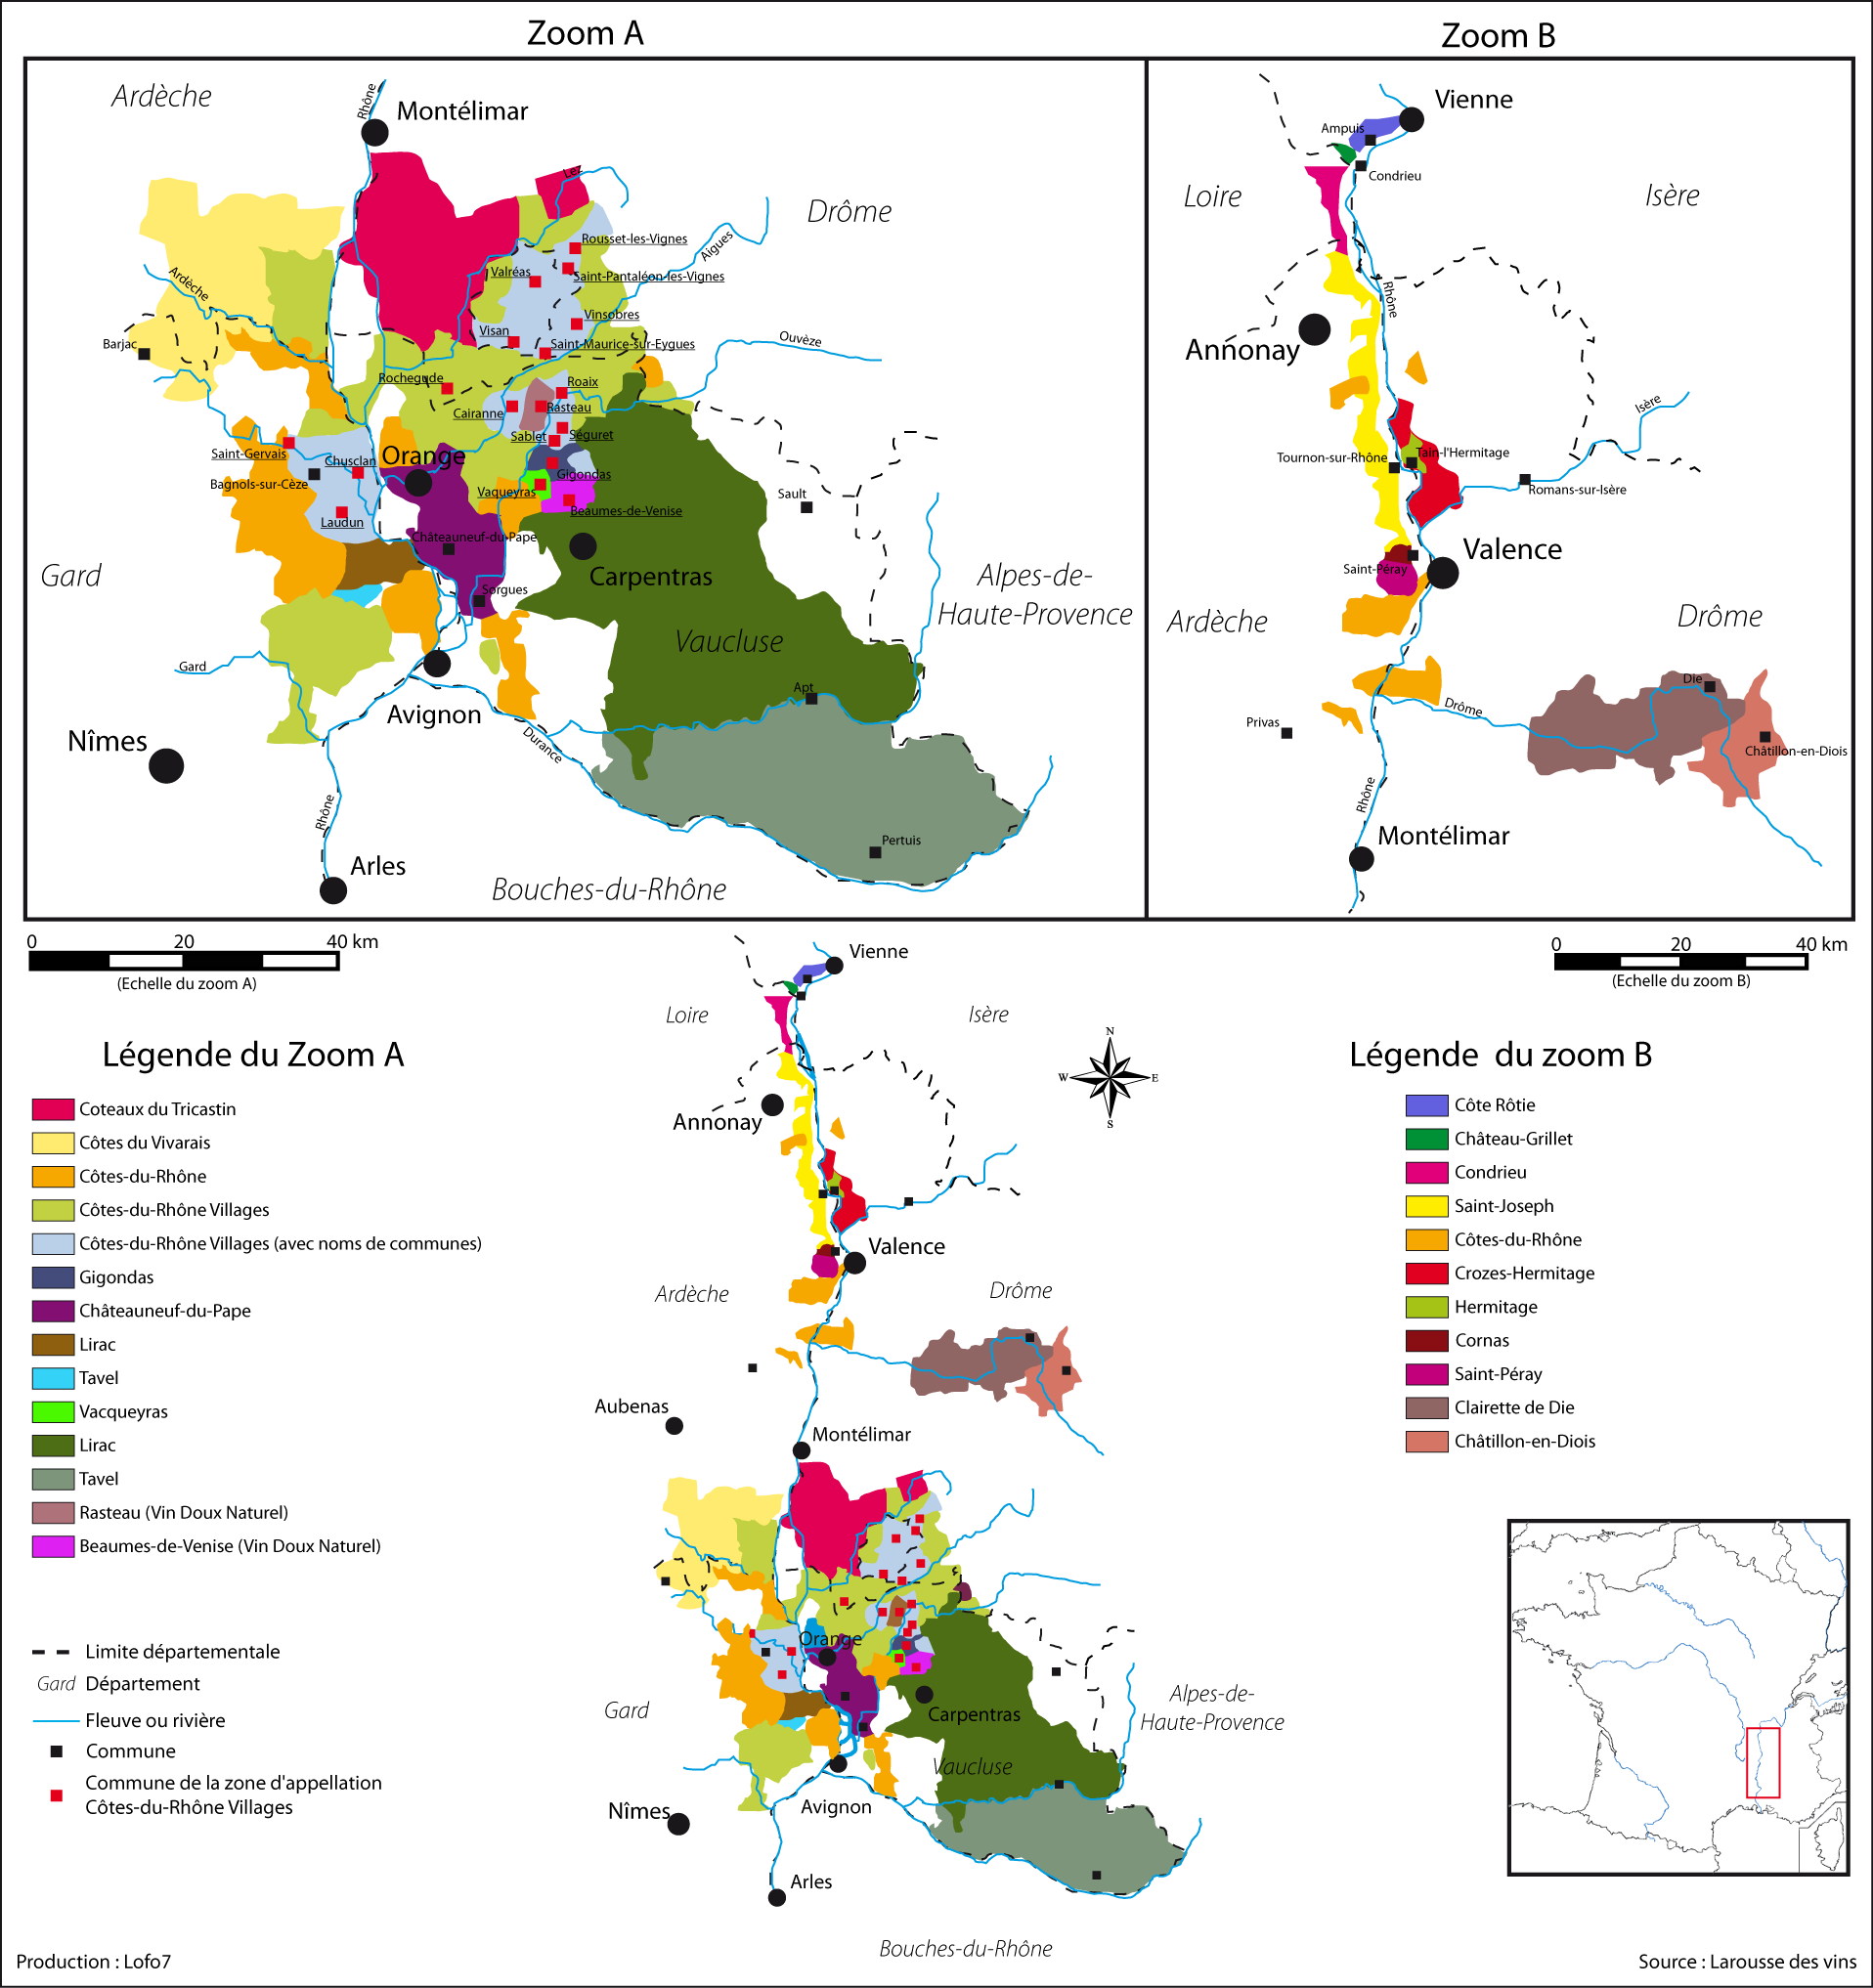 Zoom A
Zoom B
Ardèche
Rhône
Montélimar
Lez
Drôme
Rousset-les-Vignes
Aigues
Valréas
Saint-Pantaléon-les-Vignes
Ardèche
Vinsobres
Visan
Barjac
Saint-Maurice-sur-Eygues
Ouvèze
Rochegude
Roaix
Cairanne
Rasteau
Sablet
Séguret
Saint-Gervais
Chusclan
Orange
Gigondas
Bagnols-sur-Cèze
Vaqueyras
Sault
Laudun
Beaumes-de-Venise
Châteauneuf-du-Pape
Gard
Carpentras
Alpes-de-
Haute-Provence
Sorgues
Vaucluse
Gard
Apt
Avignon
Nîmes
Durance
Rhône
Pertuis
Arles
Bouches-du-Rhône
Vienne
Ampuis
Condrieu
Loire
Isère
Rhône
Annonay
Isère
Tournon-sur-Rhône
Tain-l'Hermitage
Romans-sur-Isère
Valence
Saint-Péray
Ardèche
Drôme
Die
Drôme
Privas
Châtillon-en-Diois
Rhône
Montélimar
0 20 40 km
(Echelle du zoom A)
0 20 40 km
(Echelle du zoom B)
Légende du Zoom A
Coteaux du Tricastin
Côtes du Vivarais
Côtes-du-Rhône
Côtes-du-Rhône Villages
Côtes-du-Rhône Villages (avec noms de communes)
Gigondas
Châteauneuf-du-Pape
Lirac
Tavel
Vacqueyras
Lirac
Tavel
Rasteau (Vin Doux Naturel)
Beaumes-de-Venise (Vin Doux Naturel)
Limite départementale
Gard Département
Fleuve ou rivière
Commune
Commune de la zone d'appellation
Côtes-du-Rhône Villages
Vienne
Loire
Isère
N
W E
S
Annonay
Valence
Ardèche
Drôme
Aubenas
Montélimar
Orange
Gard
Carpentras
Alpes-de-
Haute-Provence
Vaucluse
Avignon
Nîmes
Arles
Bouches-du-Rhône
Légende du zoom B
Côte Rôtie
Château-Grillet
Condrieu
Saint-Joseph
Côtes-du-Rhône
Crozes-Hermitage
Hermitage
Cornas
Saint-Péray
Clairette de Die
Châtillon-en-Diois
Production : Lofo7
Source : Larousse des vins